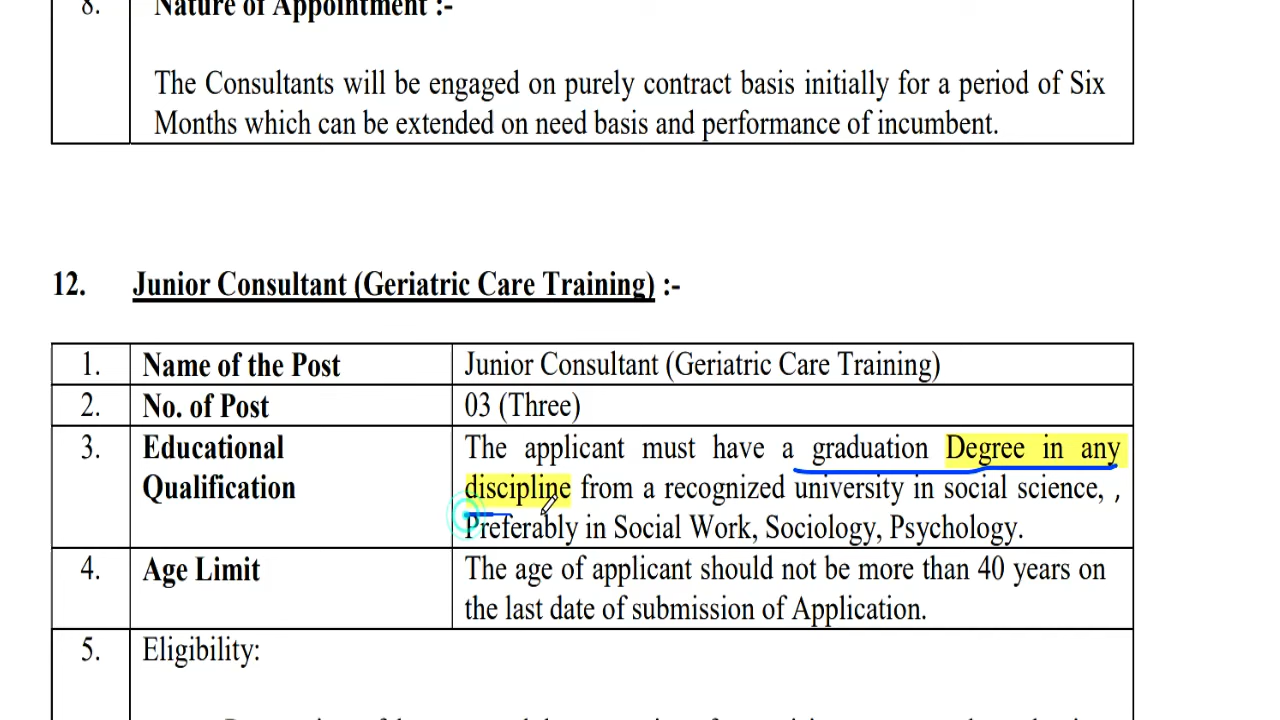 8. Nature of Appointment :-
The Consultants will be engaged on purely contract basis initially for a period of Six
Months which can be extended on need basis and performance of incumbent.
12. Junior Consultant (Geriatric Care Training) :-
1. Name of the Post Junior Consultant (Geriatric Care Training)
2. No. of Post 03 (Three)
3. Educational The applicant must have a graduation Degree in any
Qualification discipline from a recognized university in social science, ,
Preferably in Social Work, Sociology, Psychology.
4. Age Limit The age of applicant should not be more than 40 years on
the last date of submission of Application.
5. Eligibility: